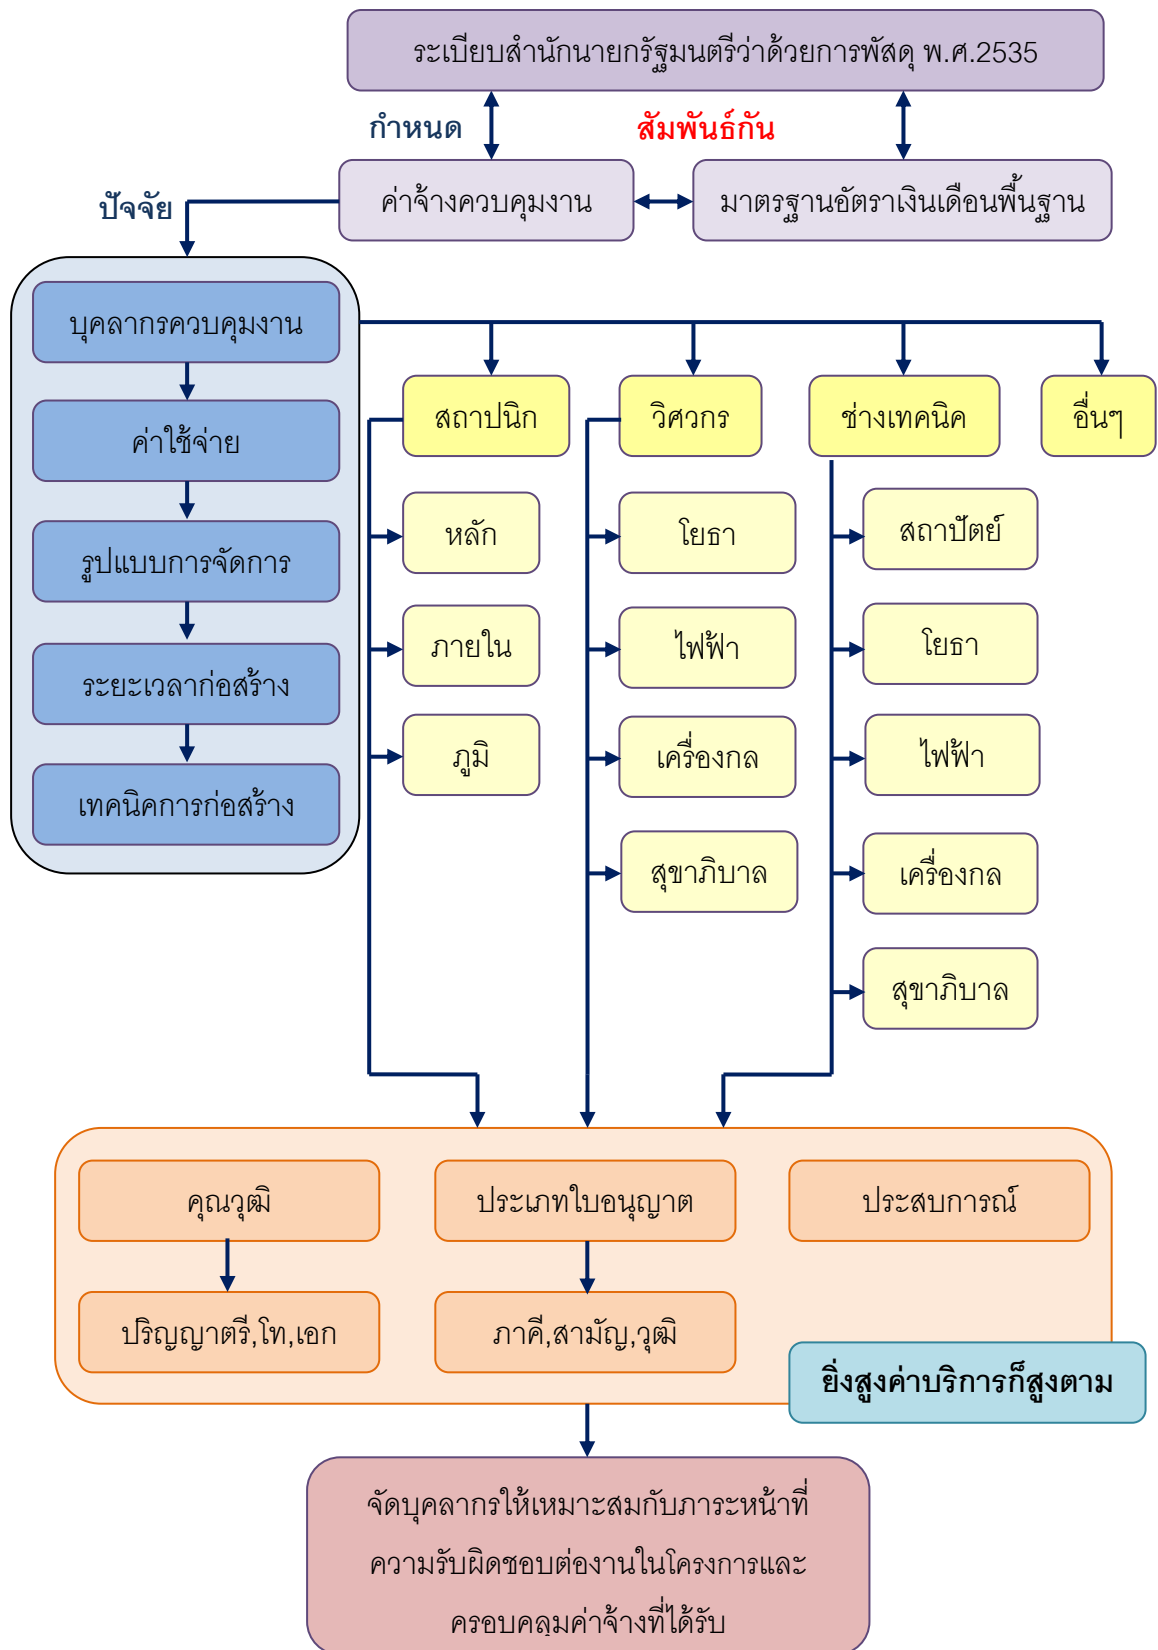 ระเบียบสำนักนายกรัฐมนตรีว่าด้วยการพัสดุ พ.ศ.2535
กำหนด
สัมพันธ์กัน
ปัจจัย
ค่าจ้างควบคุมงาน
มาตรฐานอัตราเงินเดือนพื้นฐาน
บุคลากรควบคุมงาน
ค่าใช้จ่าย
รูปแบบการจัดการ
ระยะเวลาก่อสร้าง
เทคนิคการก่อสร้าง
สถาปนิก
หลัก
ภายใน
ภูมิ
วิศวกร
โยธา
ไฟฟ้า
เครื่องกล
สุขาภิบาล
ช่างเทคนิค
สถาปัตย์
โยธา
ไฟฟ้า
เครื่องกล
สุขาภิบาล
อื่นๆ
คุณวุฒิ
ประเภทใบอนุญาต
ประสบการณ์
ปริญญาตรี,โท,เอก
ภาคี,สามัญ,วุฒิ
ยิ่งสูงค่าบริการก็สูงตาม
จัดบุคลากรให้เหมาะสมกับภาระหน้าที่
ความรับผิดชอบต่องานในโครงการและ
ครอบคลุมค่าจ้างที่ได้รับ